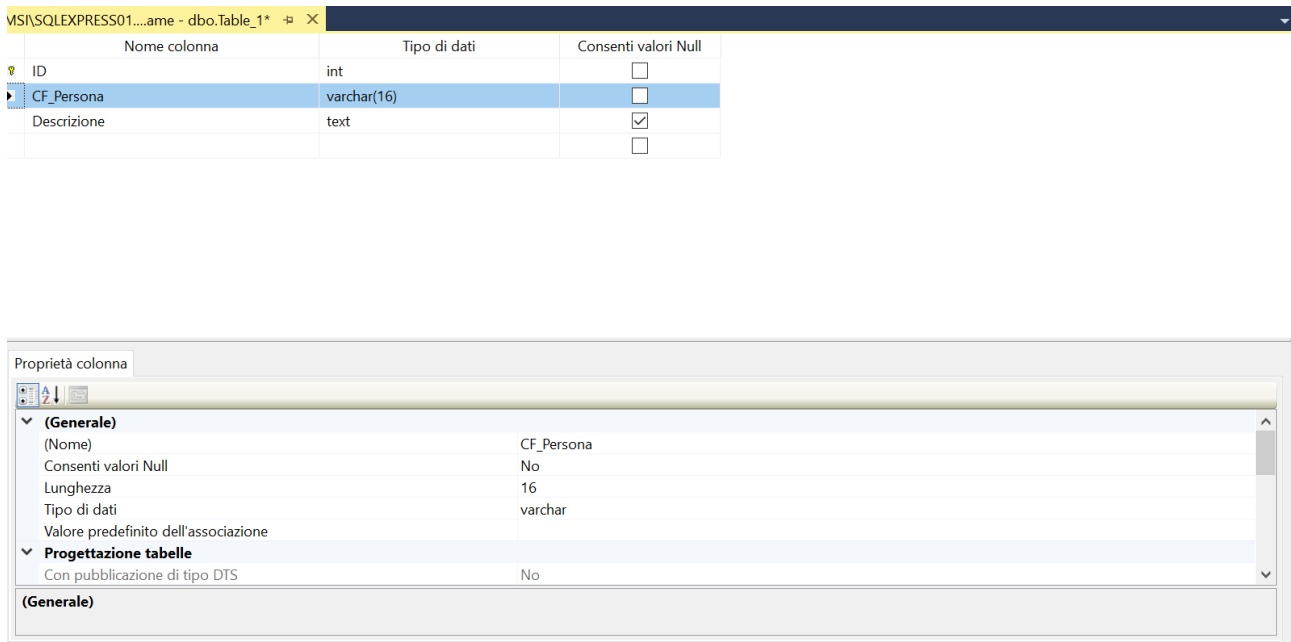 MSI\SQLEXPRESS01....ame - dbo.Table_1*
Nome colonna Tipo di dati Consenti valori Null
ID int
CF_Persona varchar(16)
Descrizione text
Proprietà colonna
(Generale)
(Nome) CF_Persona
Consenti valori Null No
Lunghezza 16
Tipo di dati varchar
Valore predefinito dell'associazione
Progettazione tabelle
Con pubblicazione di tipo DTS No
(Generale)